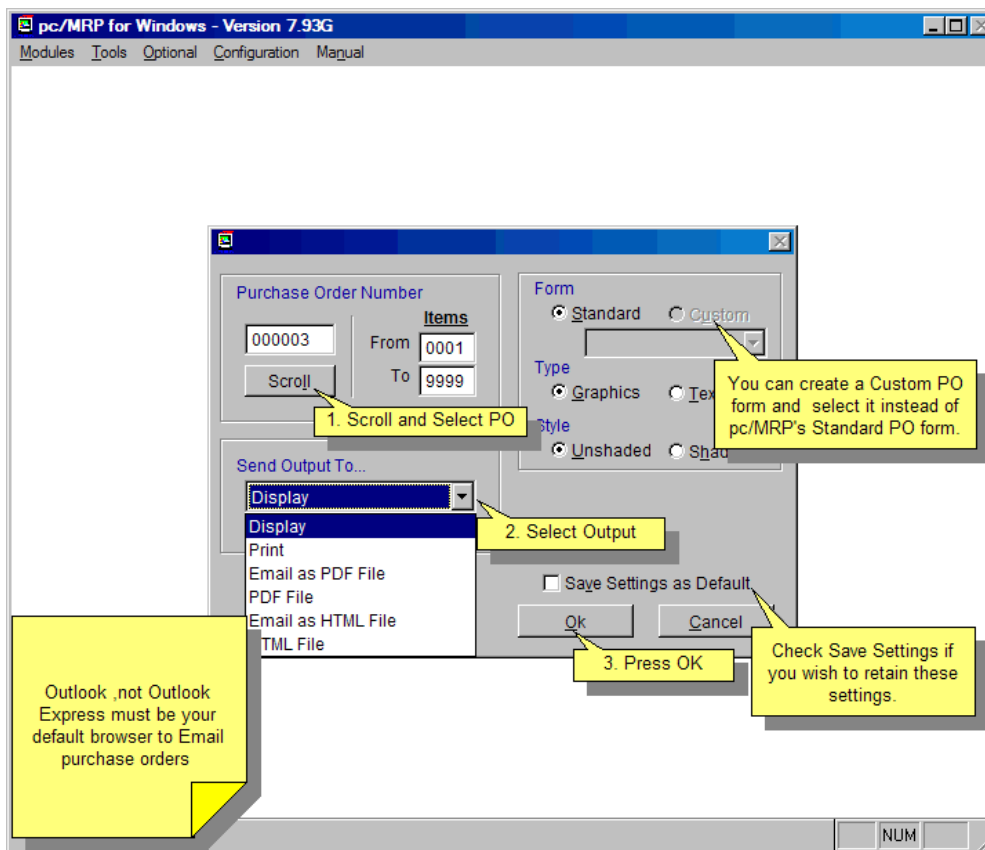 pc/MRP for Windows - Version 7.93G
Modules Tools Optional Configuration Manual
Purchase Order Number
Items
000003
From 0001
To 9999
Scroll
1. Scroll and Select PO
Form
Standard Custom
Type
Graphics Tex
Style
Unshaded Shad
You can create a Custom PO
form and select it instead of
pc/MRP's Standard PO form.
Send Output To...
Display
Display
Print
Email as PDF File
PDF File
Email as HTML File
HTML File
2. Select Output
Save Settings as Default
Ok Cancel
3. Press OK
Check Save Settings if
you wish to retain these
settings.
Outlook ,not Outlook
Express must be your
default browser to Email
purchase orders
NUM